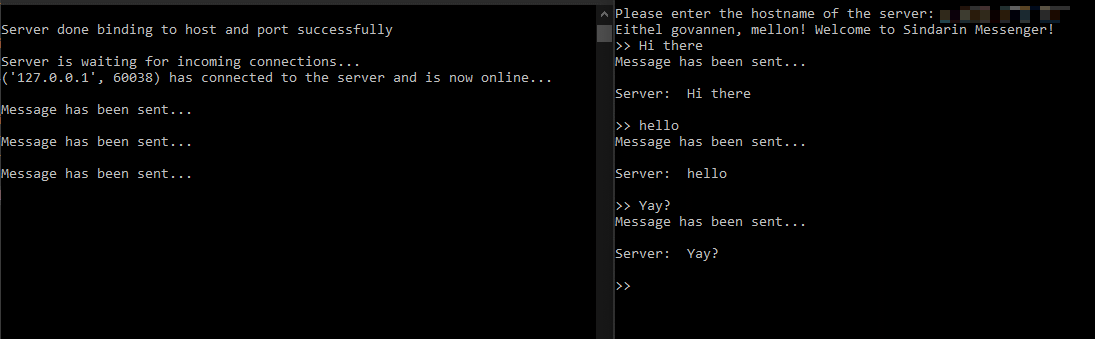 Server done binding to host and port successfully
Server is waiting for incoming connections...
('127.0.0.1', 60038) has connected to the server and is now online...
Message has been sent...
Message has been sent...
Message has been sent...
Please enter the hostname of the server:
Eithel govannen, mellon! Welcome to Sindarin Messenger!
>> Hi there
Message has been sent...
Server:  Hi there
>> hello
Message has been sent...
Server:  hello
>> Yay?
Message has been sent...
Server:  Yay?
>>